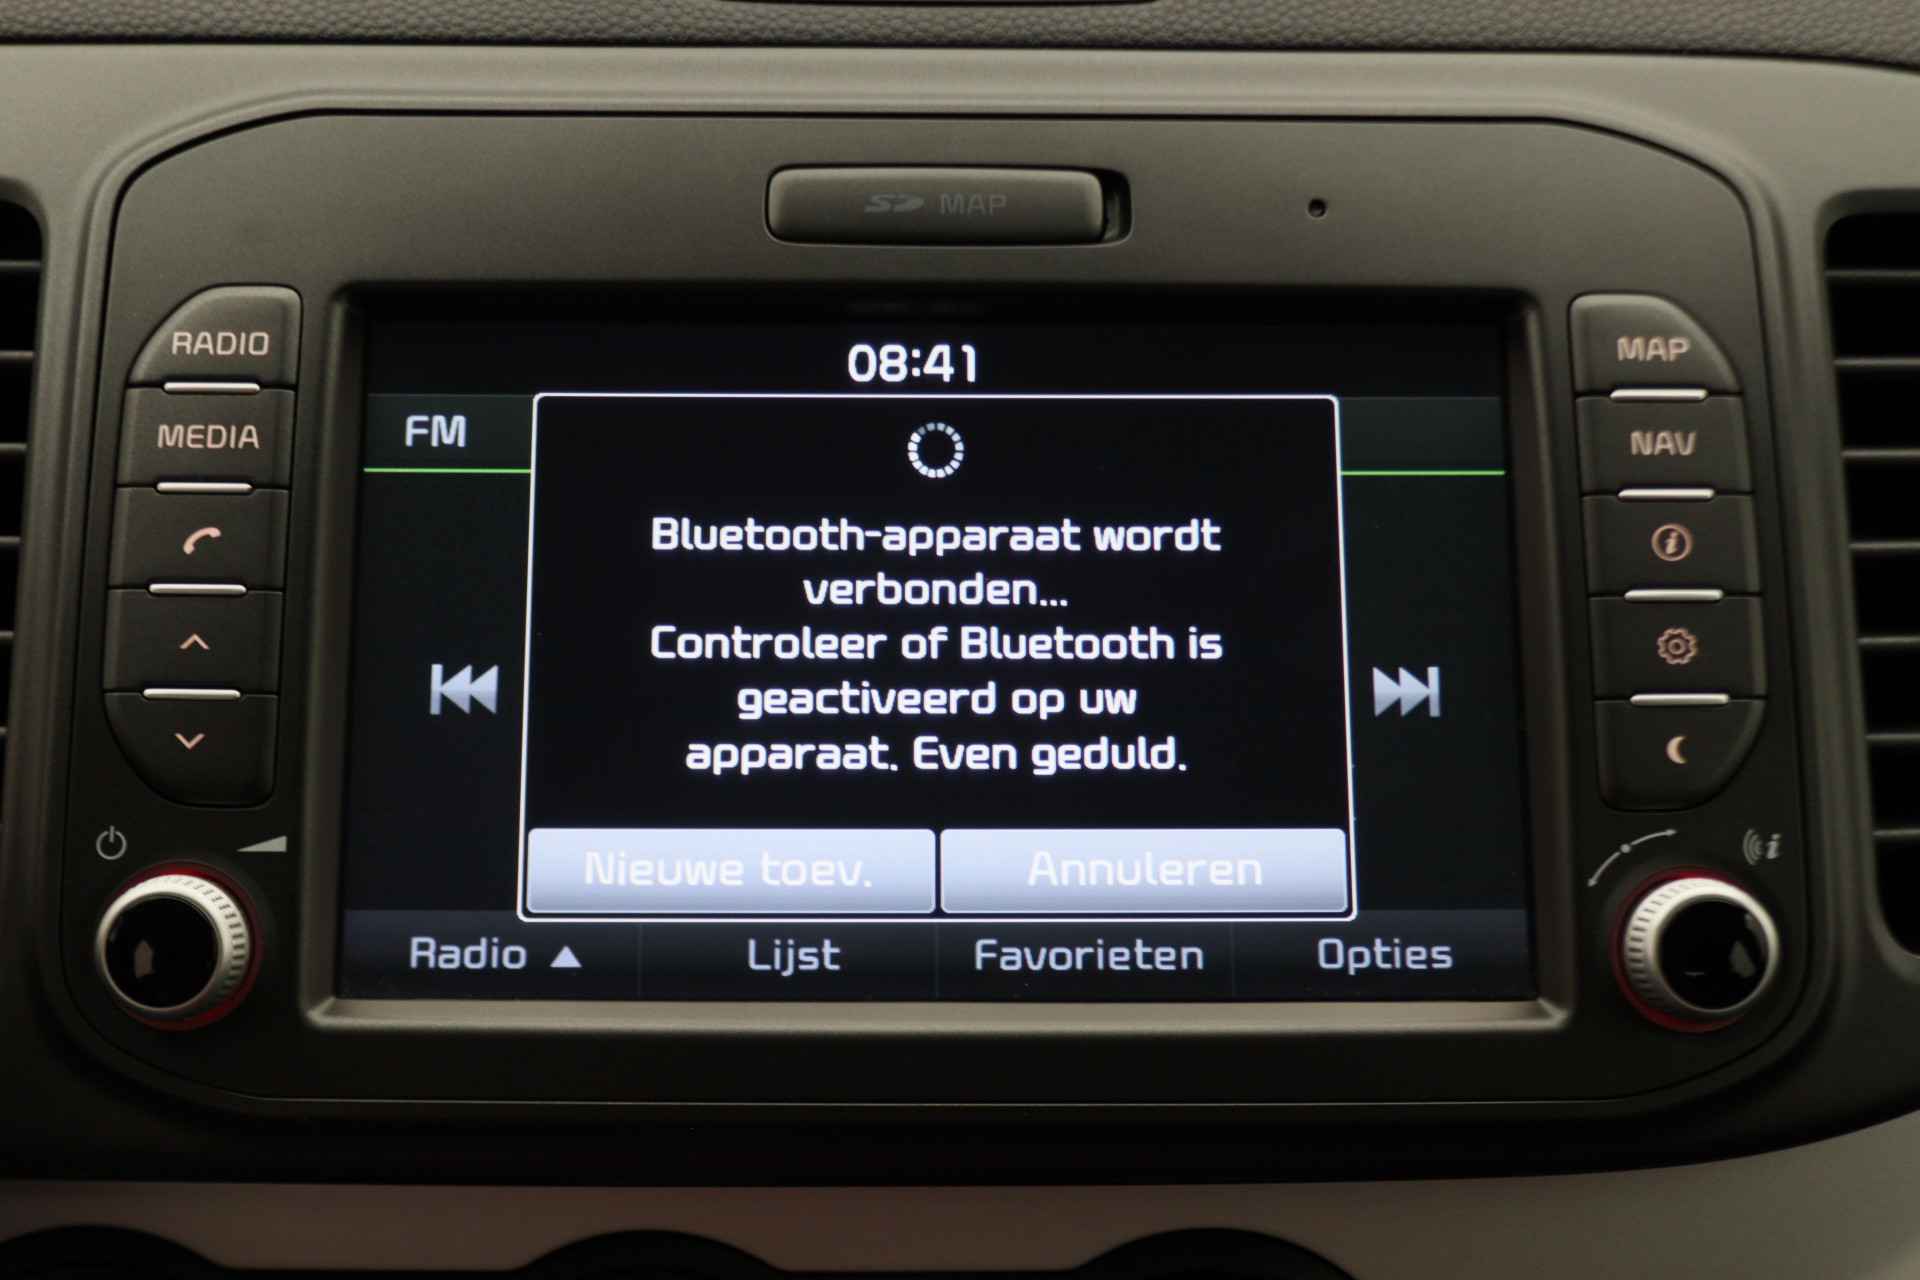 SD MAP
RADIO
MEDIA
MAP
NAV
08:41
FM
Bluetooth-apparaat wordt
verbonden...
Controleer of Bluetooth is
geactiveerd op uw
apparaat. Even geduld.
Nieuwe toev.
Annuleren
Radio
Lijst
Favorieten
Opties